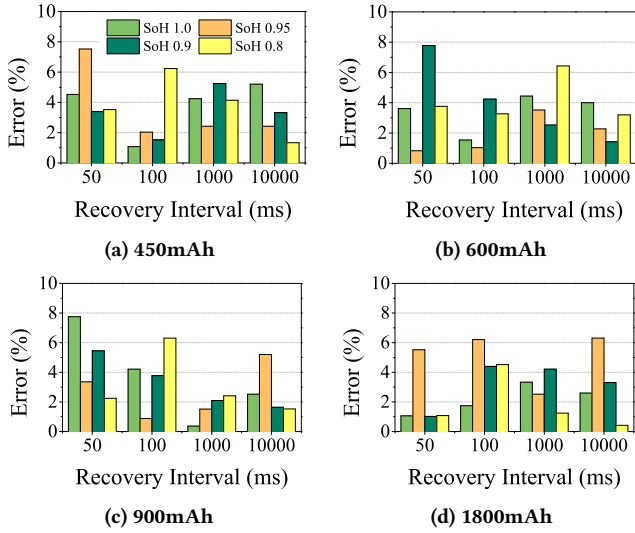 10
8
6
4
2
0
Error (%)
SoH 1.0 SoH 0.95
SoH 0.9 SoH 0.8
50 100 1000 10000
Recovery Interval (ms)
(a) 450mAh
10
8
6
4
2
0
Error (%)
50 100 1000 10000
Recovery Interval (ms)
(b) 600mAh
10
8
6
4
2
0
Error (%)
50 100 1000 10000
Recovery Interval (ms)
(c) 900mAh
10
8
6
4
2
0
Error (%)
50 100 1000 10000
Recovery Interval (ms)
(d) 1800mAh